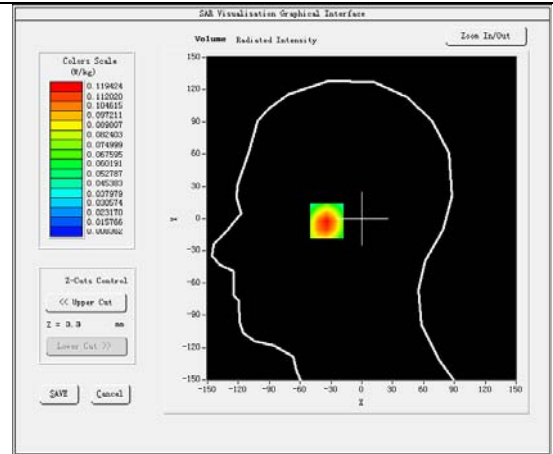 SAR Visualisation Graphical Interface
Volume Radiated Intensity
Zoom In/Out
Colors Scale
(W/kg)
0.119424
0.112020
0.104615
0.097211
0.089807
0.082403
0.074999
0.067595
0.060191
0.052787
0.045383
0.037979
0.030574
0.023170
0.015766
0.008362
Z-Cuts Control
<< Upper Cut
Z = 3.0 mm
Lower Cut >>
SAVE Cancel
150
120
90
60
30
0
-30
-60
-90
-120
-150
Y
-150 -120 -90 -60 -30 0 30 60 90 120 150
X